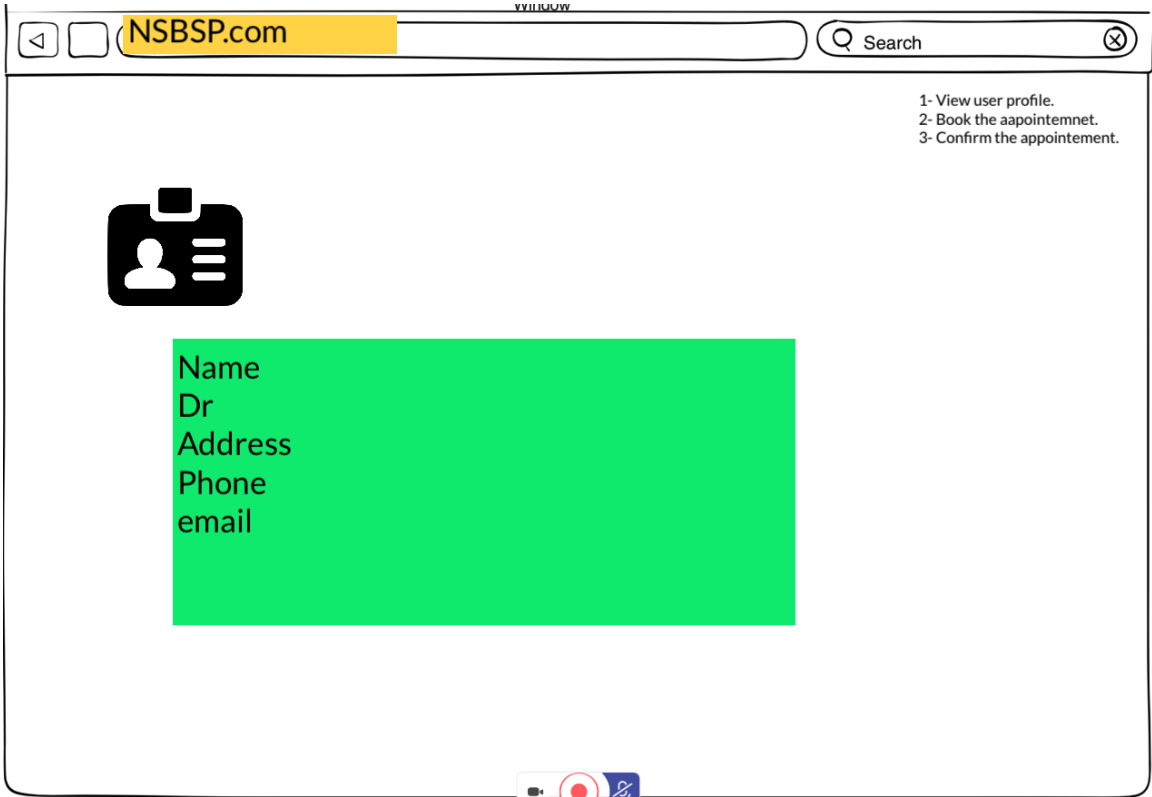 Window
NSBSP.com
Search
1- View user profile.
2- Book the aapointemnet.
3- Confirm the appointement.
Name
Dr
Address
Phone
email